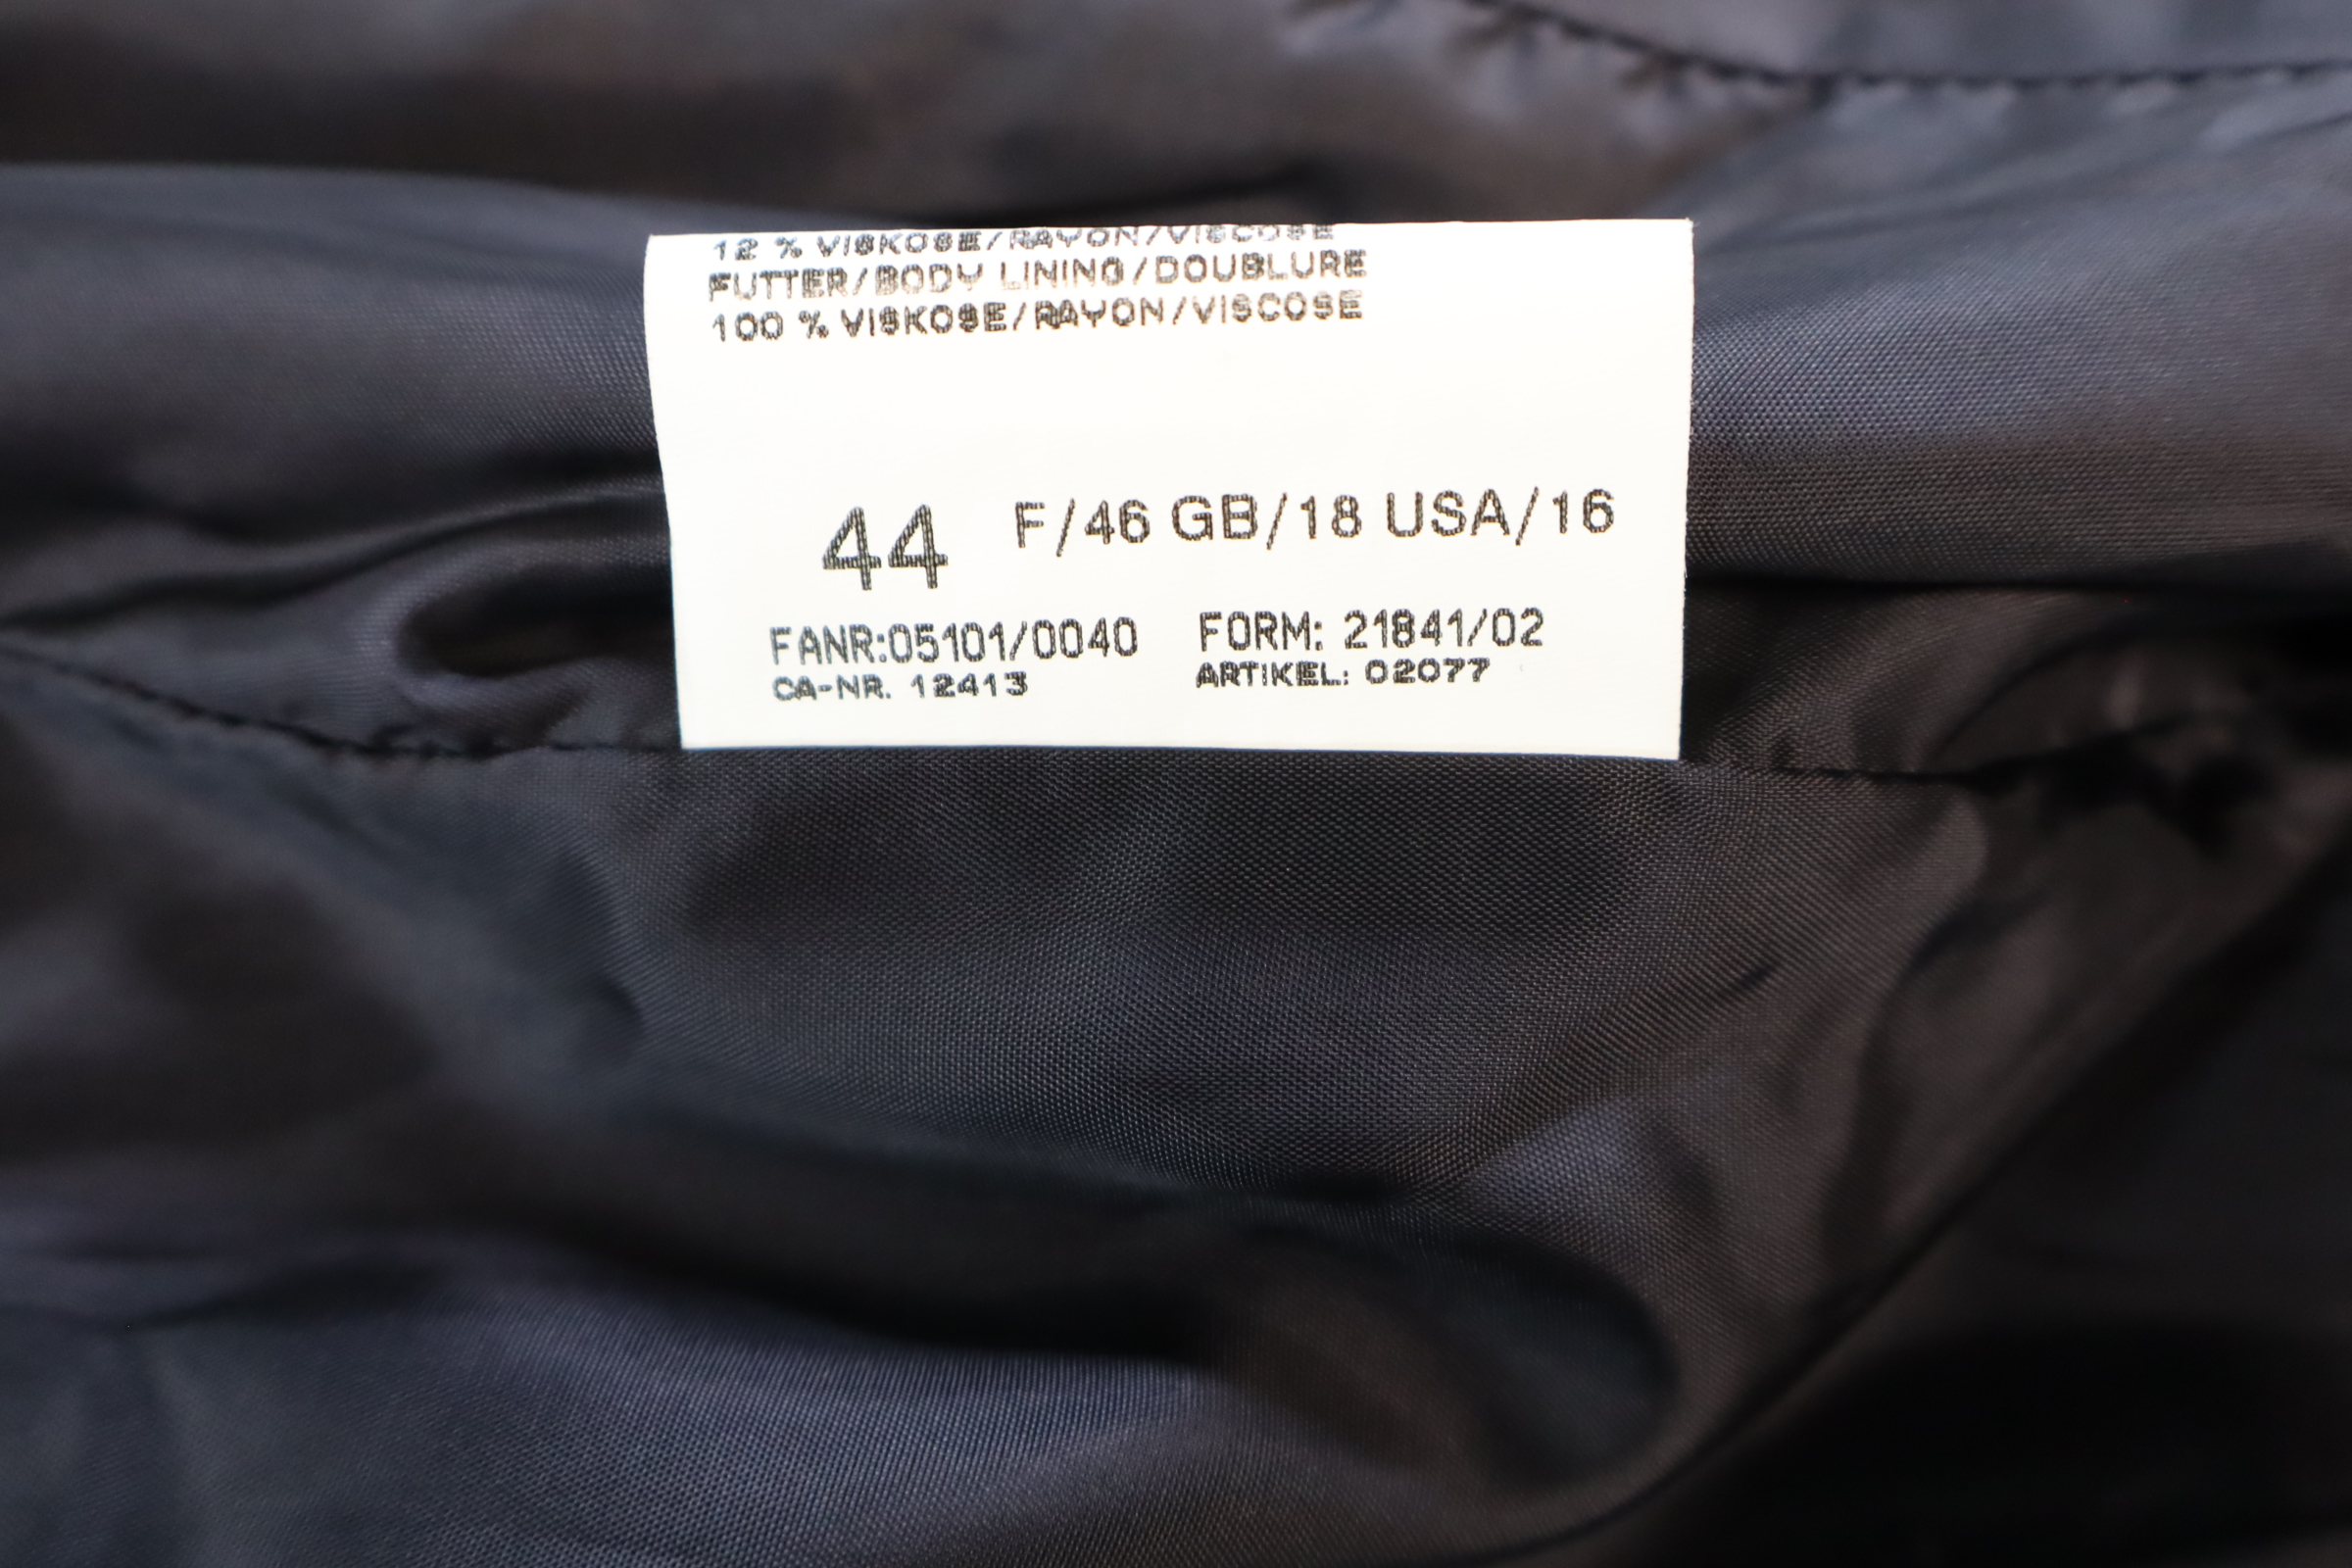 12 % VISKOSE/RAYON/VISCOSE
FUTTER/BODY LINING/DOUBLURE
100 % VISKOSE/RAYON/VISCOSE
44 F/46 GB/18 USA/16
FANR:05101/0040 FORM: 21841/02
CA-NR. 12413 ARTIKEL: 02077